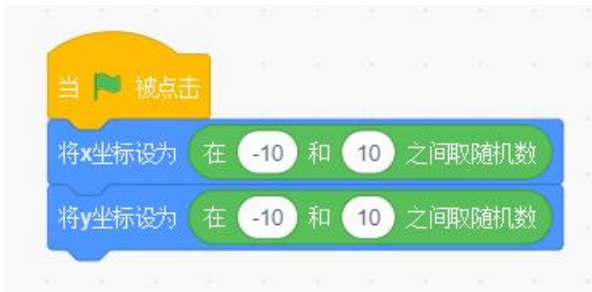 当 被点击
将x坐标设为 在 -10 和 10 之间取随机数
将y坐标设为 在 -10 和 10 之间取随机数